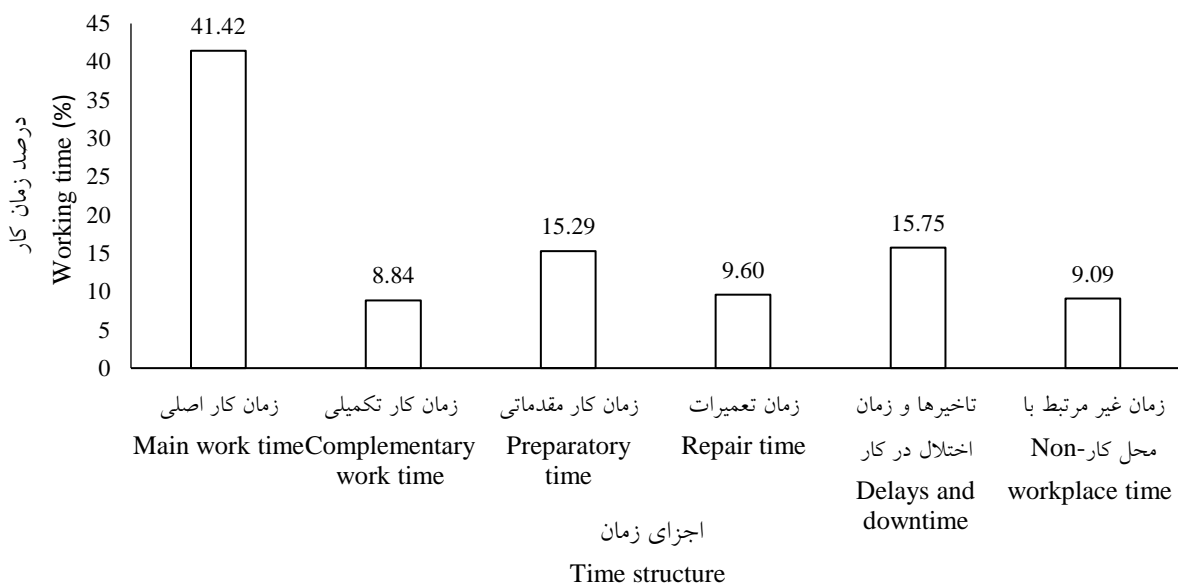 درصد زمان کار
Working time (%)
45
40
35
30
25
20
15
10
5
0
41.42
8.84
15.29
9.60
15.75
9.09
زمان کار اصلی
Main work time
زمان کار تکمیلی
Complementary
work time
زمان کار مقدماتی
Preparatory
time
زمان تعمیرات
Repair time
تاخیرها و زمان
اختلال در کار
Delays and
downtime
زمان غیر مرتبط با
محل کار-Non
workplace time
اجزای زمان
Time structure